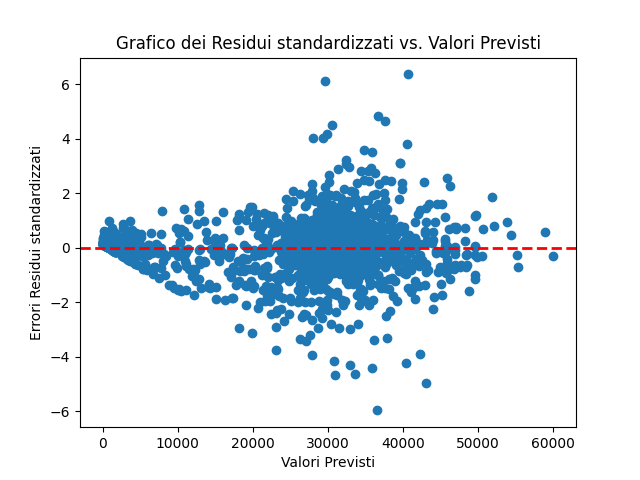 Grafico dei Residui standardizzati vs. Valori Previsti
Errori Residui standardizzati
6
4
2
0
−2
−4
−6
0 10000 20000 30000 40000 50000 60000
Valori Previsti